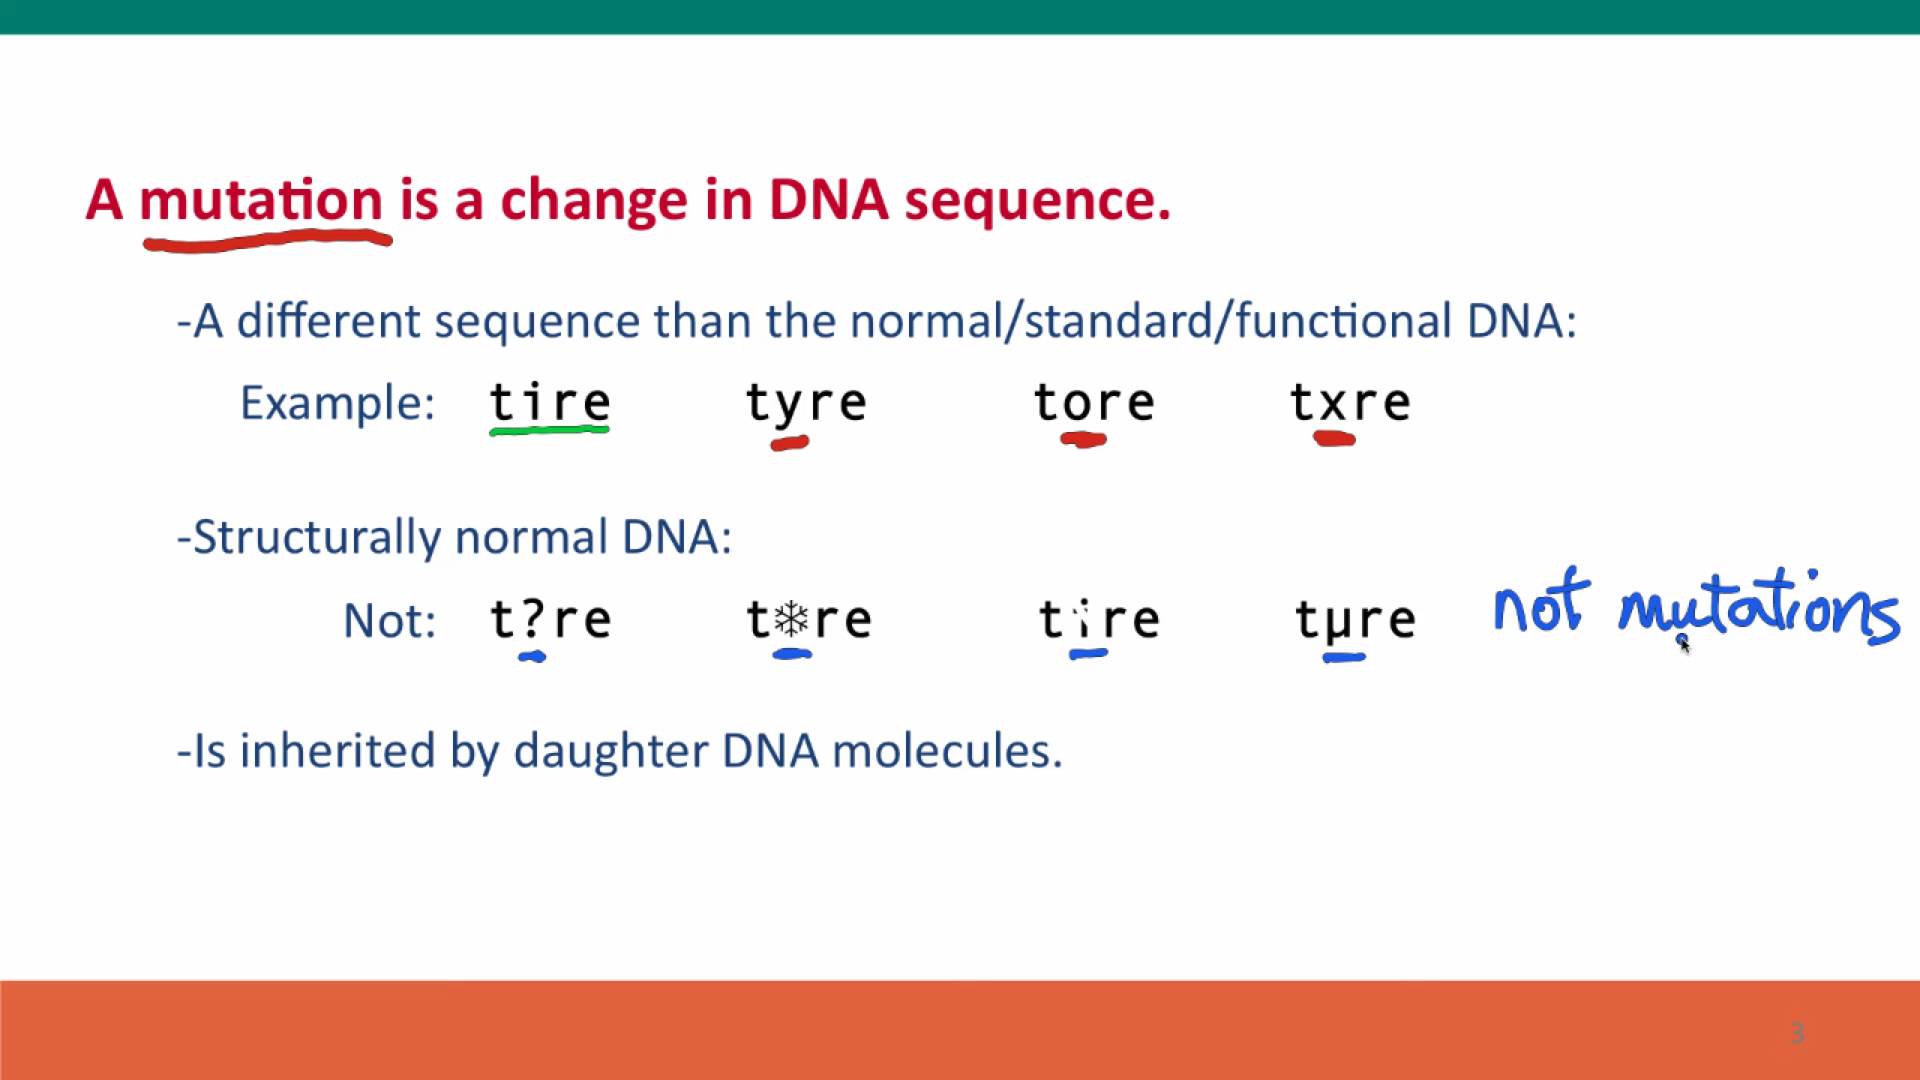 A mutation is a change in DNA sequence.
-A different sequence than the normal/standard/functional DNA:
Example: tire tyre tore txre
-Structurally normal DNA:
Not: t?re t❄re tire tµre not mutations
-Is inherited by daughter DNA molecules.
3